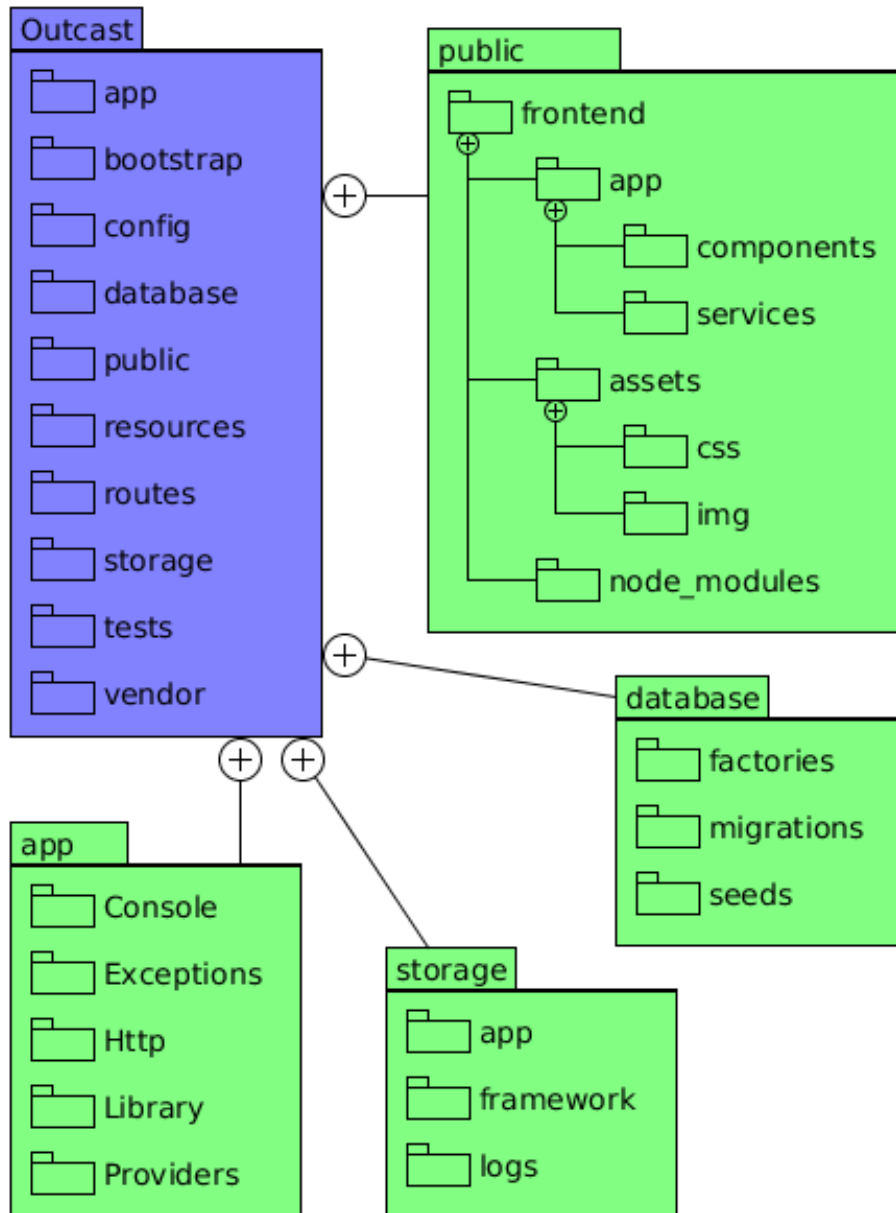 Outcast
app
bootstrap
config
database
public
resources
routes
storage
tests
vendor
public
frontend
app
components
services
assets
css
img
node_modules
database
factories
migrations
seeds
app
Console
Exceptions
Http
Library
Providers
storage
app
framework
logs